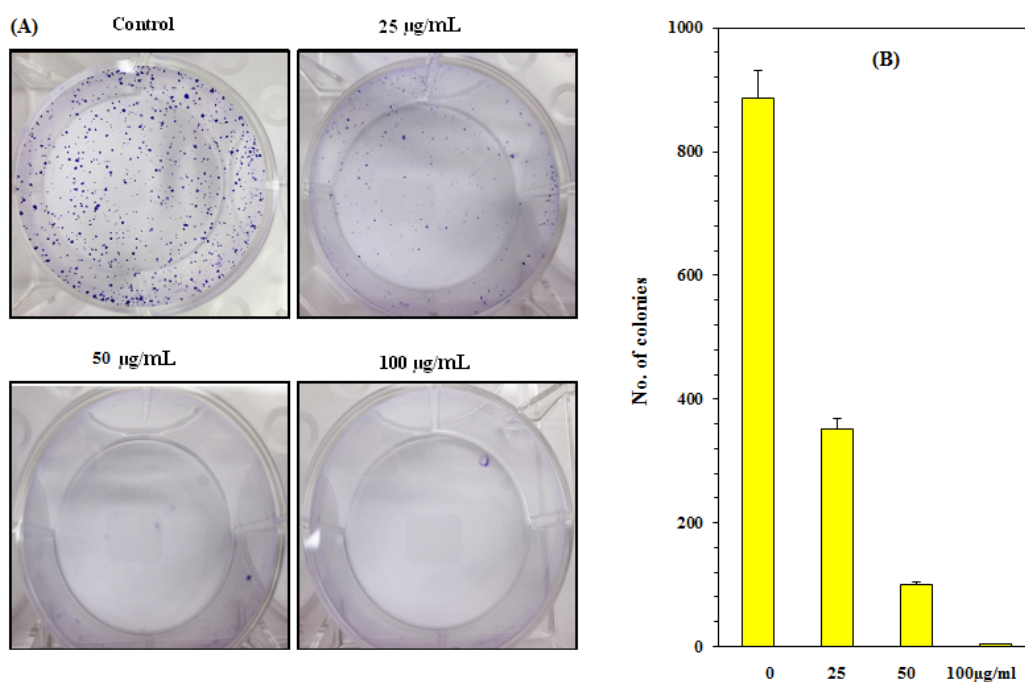 (A)
Control
25 µg/mL
50 µg/mL
100 µg/mL
(B)
No. of colonies
1000
800
600
400
200
0
0 25 50 100µg/ml